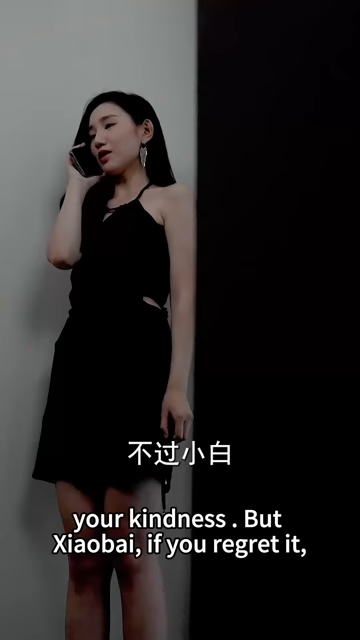 不过小白
your kindness . But
Xiaobai, if you regret it,